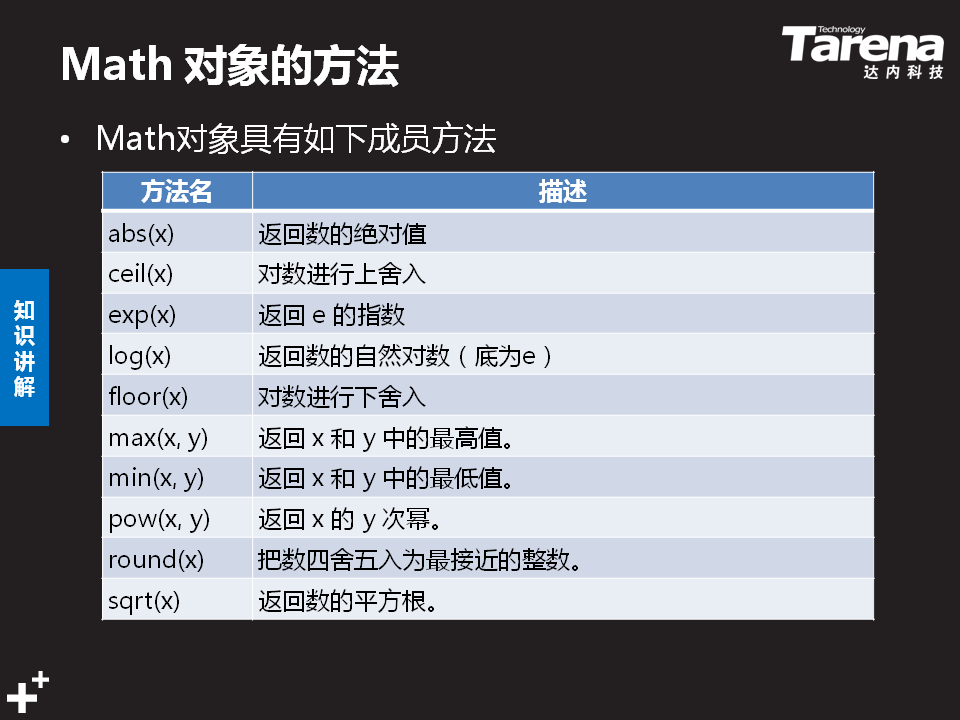 Technology
Tarena
达内科技
Math 对象的方法
• Math对象具有如下成员方法
方法名 描述
abs(x) 返回数的绝对值
ceil(x) 对数进行上舍入
exp(x) 返回 e 的指数
log(x) 返回数的自然对数（底为e）
floor(x) 对数进行下舍入
max(x, y) 返回 x 和 y 中的最高值。
min(x, y) 返回 x 和 y 中的最低值。
pow(x, y) 返回 x 的 y 次幂。
round(x) 把数四舍五入为最接近的整数。
sqrt(x) 返回数的平方根。
知
识
讲
解